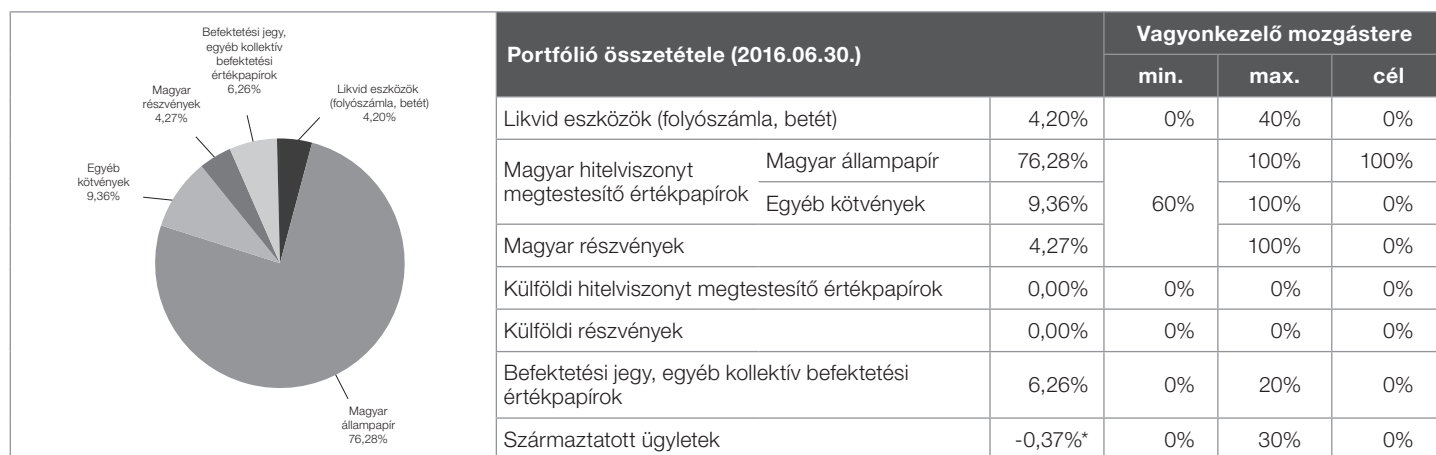 Befektetési jegy,
egyéb kollektív
befektetési
értékpapírok
6,26%
Likvid eszközök
(folyószámla, betét)
4,20%
Magyar
részvények
4,27%
Egyéb
kötvények
9,36%
Magyar
állampapír
76,28%
Portfólió összetétele (2016.06.30.) Vagyonkezelő mozgástere
min. max. cél
Likvid eszközök (folyószámla, betét) 4,20% 0% 40% 0%
Magyar hitelviszonyt
megtestesítő értékpapírok
Magyar állampapír 76,28% 100% 100%
Egyéb kötvények 9,36% 60% 100% 0%
Magyar részvények 4,27% 100% 0%
Külföldi hitelviszonyt megtestesítő értékpapírok 0,00% 0% 0% 0%
Külföldi részvények 0,00% 0% 0% 0%
Befektetési jegy, egyéb kollektív befektetési
értékpapírok 6,26% 0% 20% 0%
Származtatott ügyletek -0,37%* 0% 30% 0%